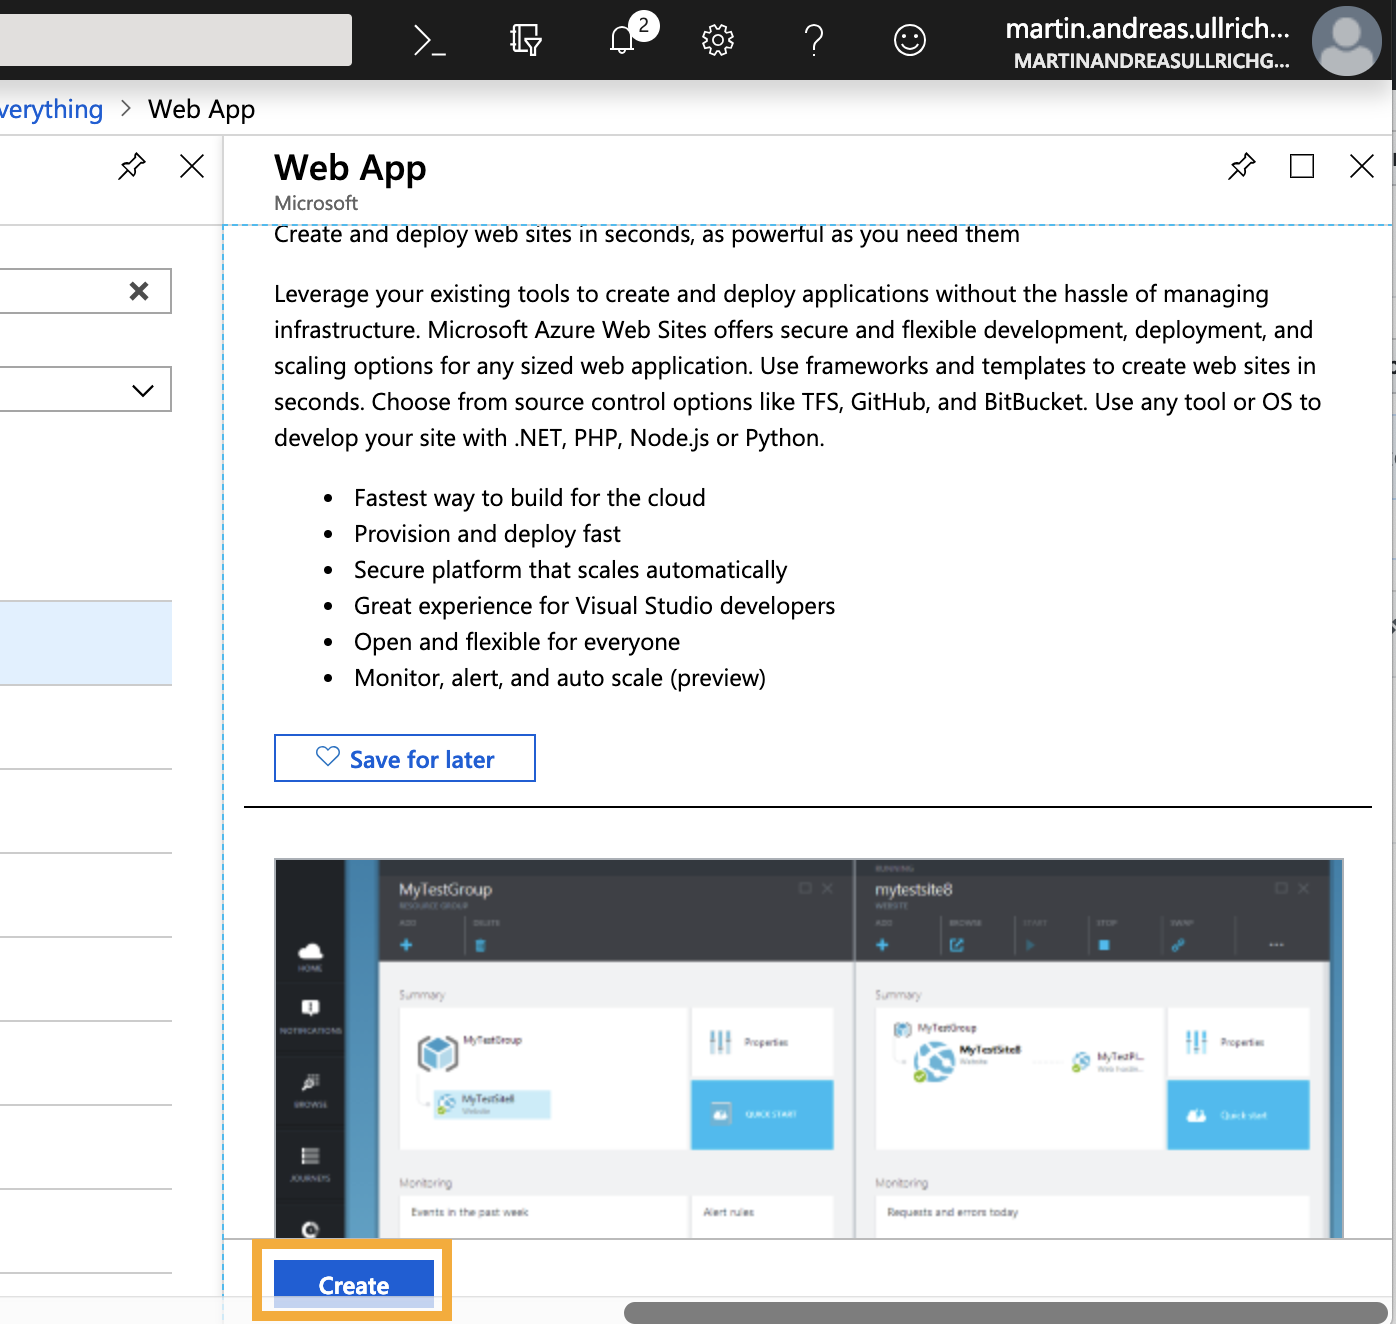 2
martin.andreas.ullrich...
MARTINANDREASULLRICHG...
verything > Web App
Web App
Microsoft
Create and deploy web sites in seconds, as powerful as you need them
Leverage your existing tools to create and deploy applications without the hassle of managing
infrastructure. Microsoft Azure Web Sites offers secure and flexible development, deployment, and
scaling options for any sized web application. Use frameworks and templates to create web sites in
seconds. Choose from source control options like TFS, GitHub, and BitBucket. Use any tool or OS to
develop your site with .NET, PHP, Node.js or Python.
• Fastest way to build for the cloud
• Provision and deploy fast
• Secure platform that scales automatically
• Great experience for Visual Studio developers
• Open and flexible for everyone
• Monitor, alert, and auto scale (preview)
Save for later
RUNNING
MyTestGroup
mytestsite8
RESOURCE GROUP
WEBSITE
ADD DELETE
ADD BROWSE START STOP SWAP
HOME
NOTIFICATIONS
BROWSE
JOURNEYS
Summary
MyTestGroup
MyTestSite8
Website
Properties
QUICK START
Monitoring
Events in the past week
Alert rules
Summary
MyTestGroup
MyTestSite8
Website
MyTestPl...
Web hostin...
Properties
Quick start
Monitoring
Requests and errors today
Create